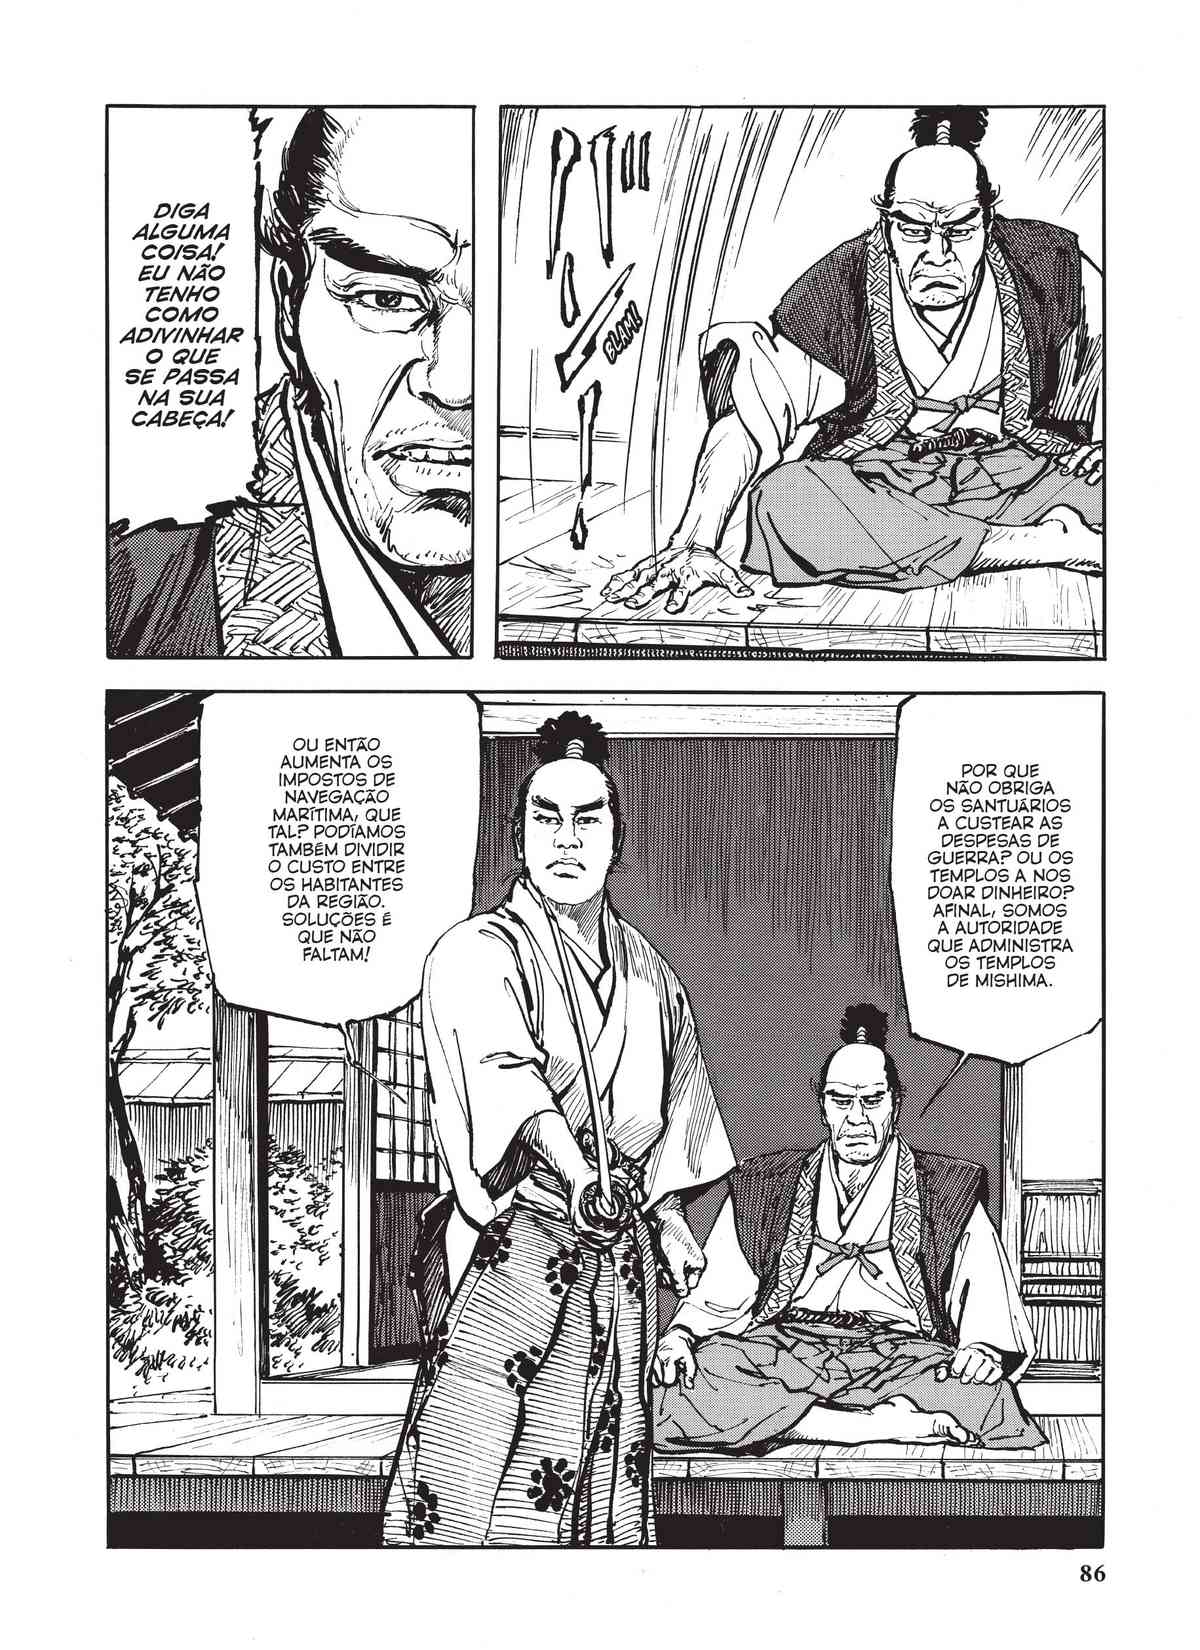 BLAM!
DIGA
ALGUMA
COISA!
EU NÃO
TENHO
COMO
ADIVINHAR
O QUE
SE PASSA
NA SUA
CABEÇA!
POR QUE
NÃO OBRIGA
OS SANTUÁRIOS
A CUSTEAR AS
DESPESAS DE
GUERRA? OU OS
TEMPLOS A NOS
DOAR DINHEIRO?
AFINAL, SOMOS
A AUTORIDADE
QUE ADMINISTRA
OS TEMPLOS
DE MISHIMA.
OU ENTÃO
AUMENTA OS
IMPOSTOS DE
NAVEGAÇÃO
MARÍTIMA, QUE
TAL? PODÍAMOS
TAMBÉM DIVIDIR
O CUSTO ENTRE
OS HABITANTES
DA REGIÃO.
SOLUÇÕES É
QUE NÃO
FALTAM!
86